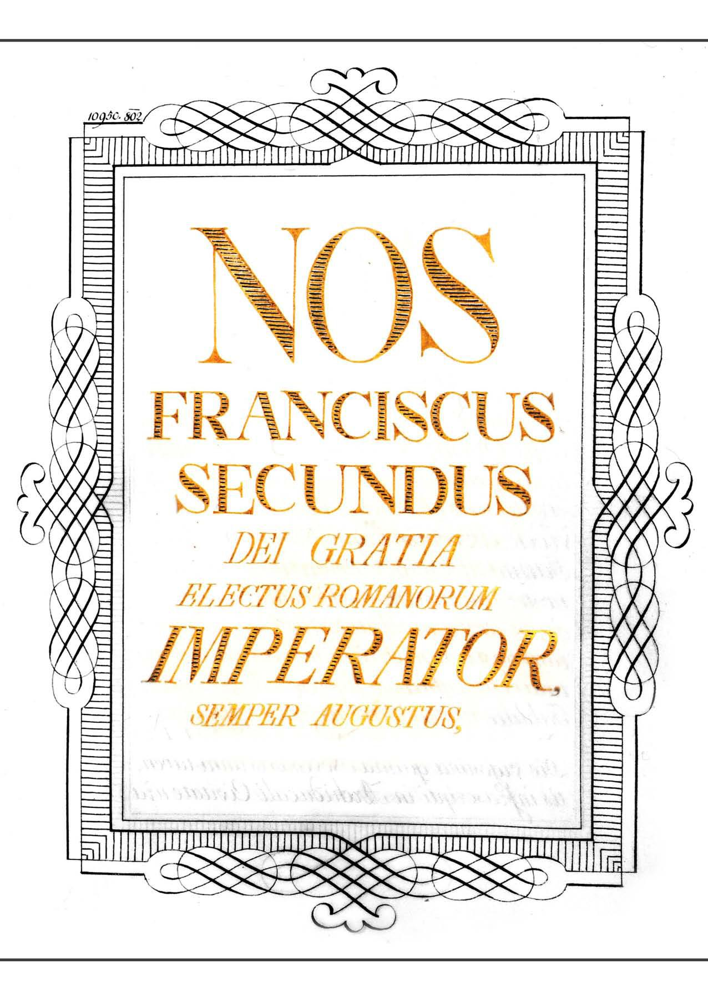 10950. 802
NOS
FRANCISCUS
SECUNDUS
DEI GRATIA
ELECTUS ROMANORUM
IMPERATOR,
SEMPER AUGUSTUS,